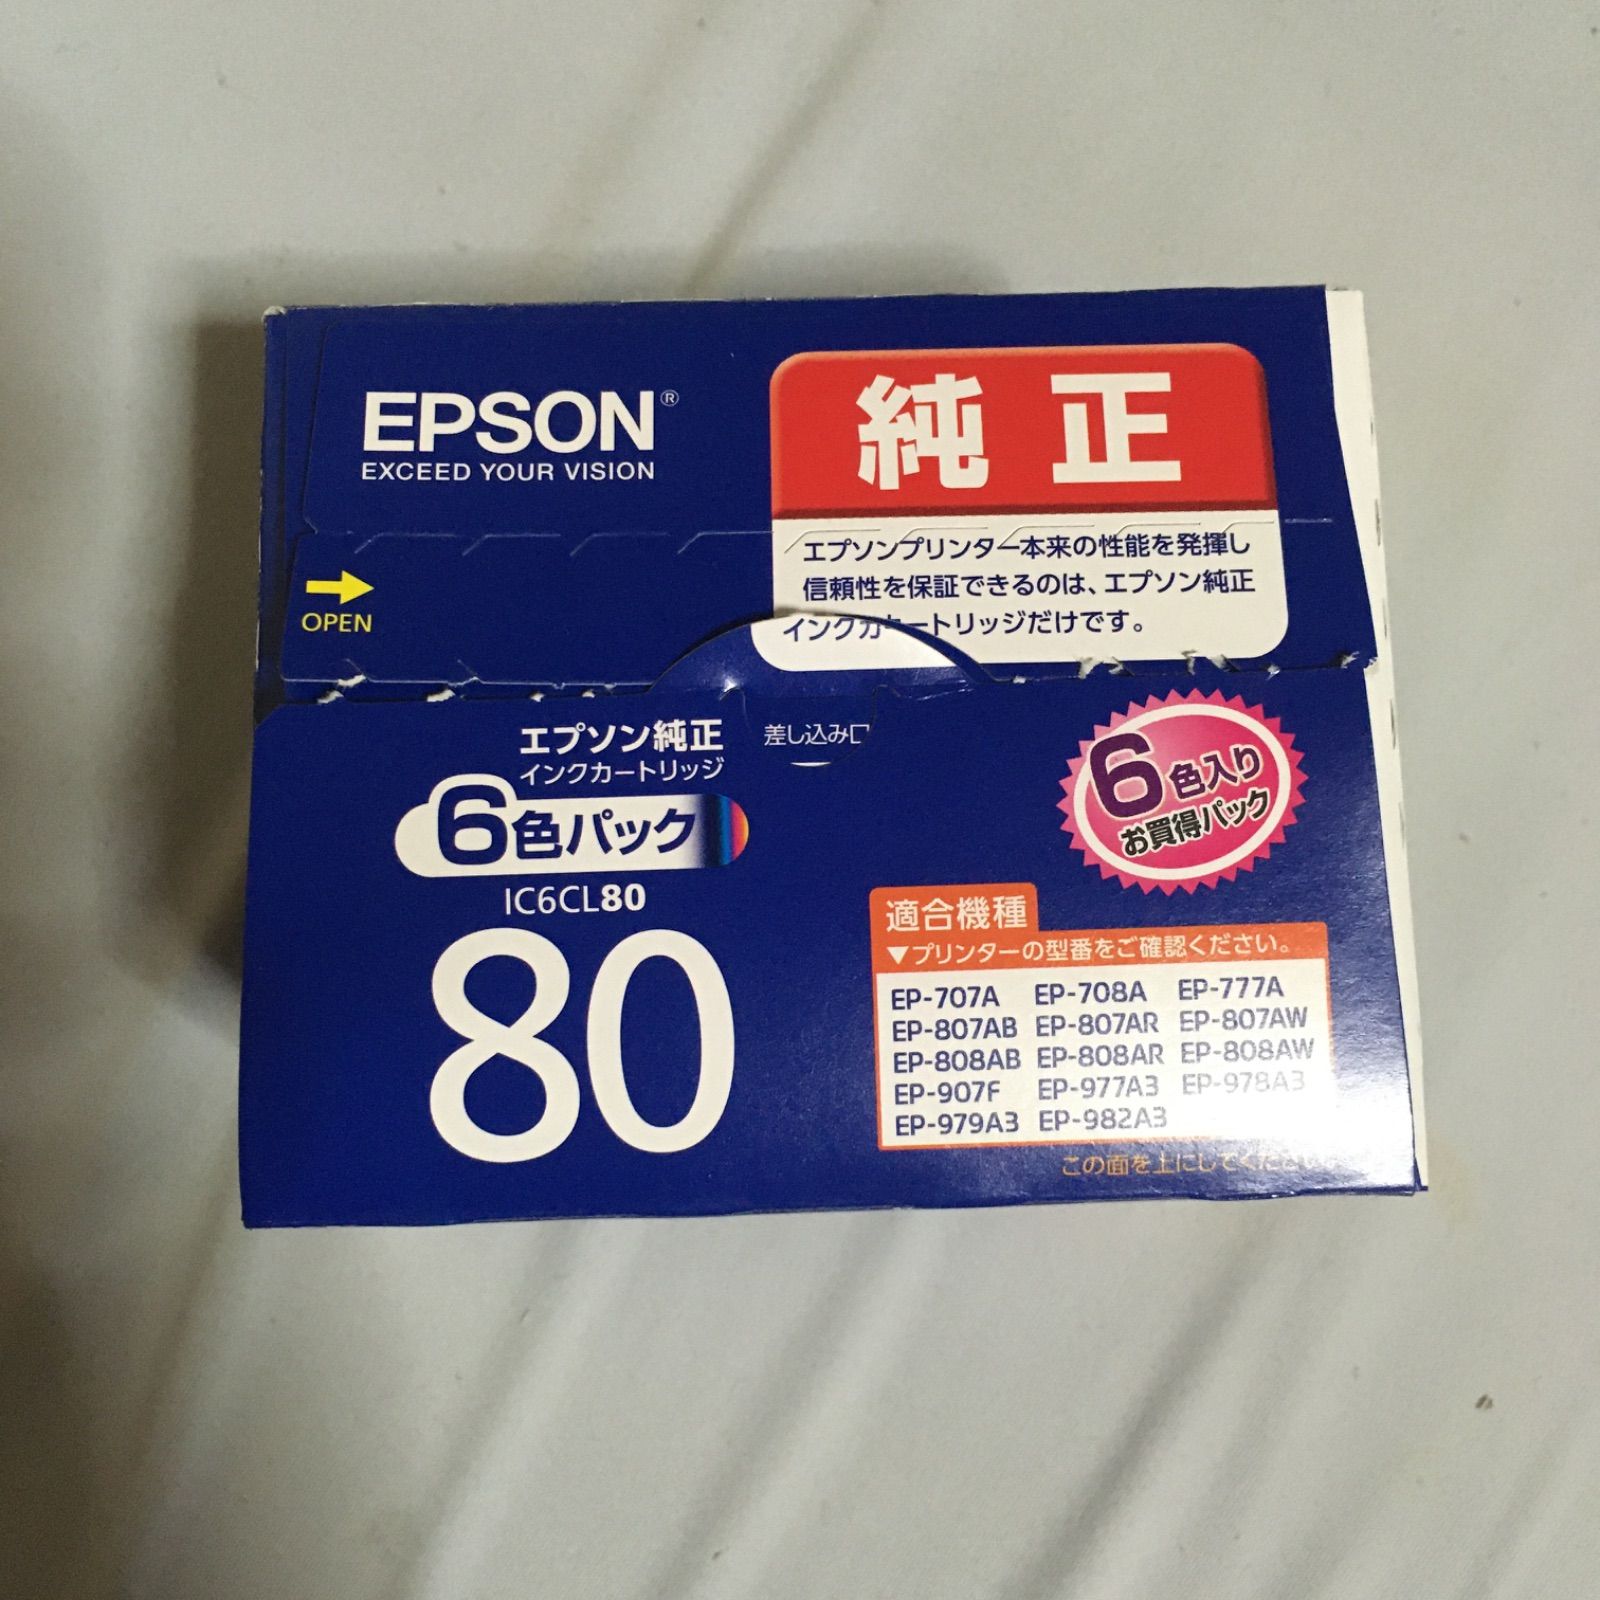 EPSON®
EXCEED YOUR VISION
純正
エプソンプリンター本来の性能を発揮し
信頼性を保証できるのは、エプソン純正
インクカートリッジだけです。
OPEN
エプソン純正
インクカートリッジ
6色パック
IC6CL80
80
差し込み口
6色入り
お買得パック
適合機種
▼プリンターの型番をご確認ください。
EP-707A EP-708A EP-777A
EP-807AB EP-807AR EP-807AW
EP-808AB EP-808AR EP-808AW
EP-907F EP-977A3 EP-978A3
EP-979A3 EP-982A3
この面を上にしてください